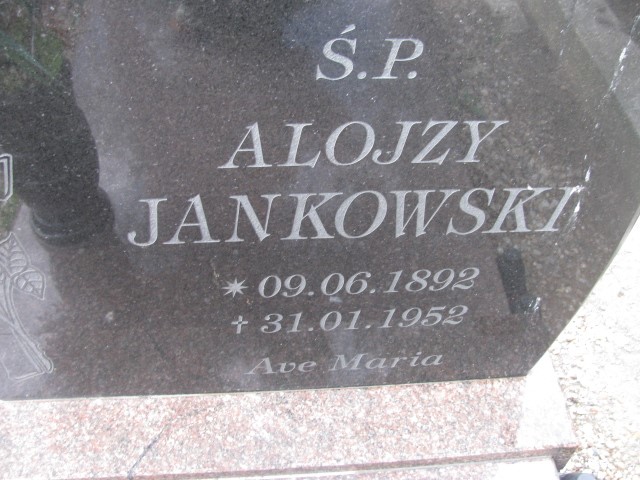 Ś.P.
ALOJZY
JANKOWSKI
* 09.06.1892
† 31.01.1952
Ave Maria